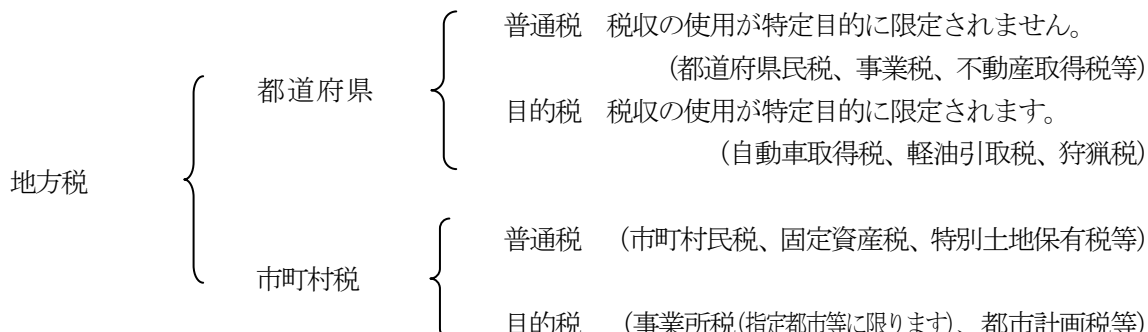 普通税 税収の使用が特定目的に限定されません。
(都道府県民税、事業税、不動産取得税等)
都道府県
目的税 税収の使用が特定目的に限定されます。
(自動車取得税、軽油引取税、狩猟税)
地方税
普通税 (市町村民税、固定資産税、特別土地保有税等)
市町村税
目的税 (事業所税(指定都市等に限ります)、都市計画税等)